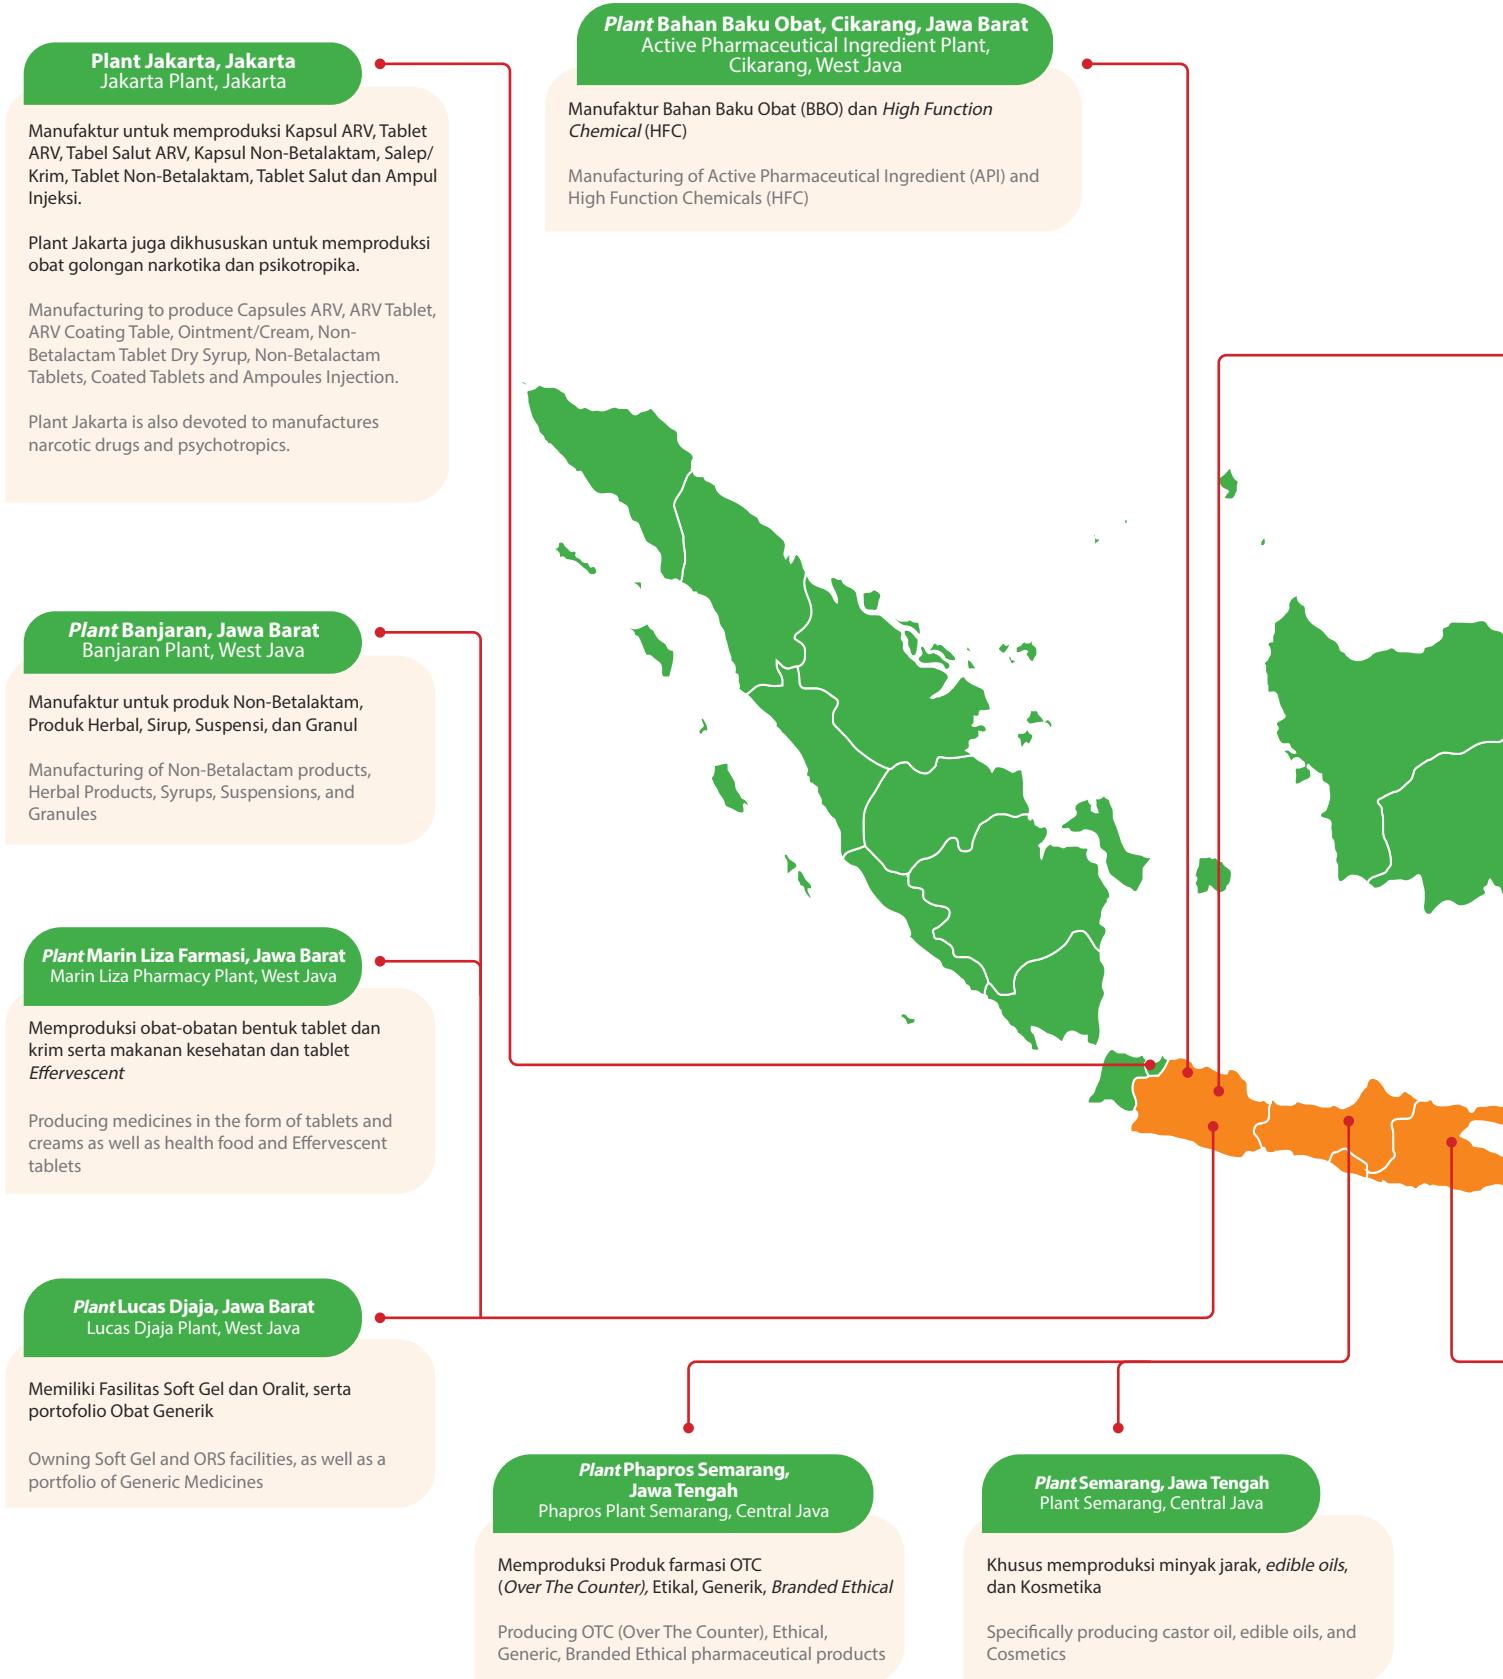 Plant Jakarta, Jakarta
Jakarta Plant, Jakarta
Manufaktur untuk memproduksi Kapsul ARV, Tablet
ARV, Tabel Salut ARV, Kapsul Non-Betalaktam, Salep/
Krim, Tablet Non-Betalaktam, Tablet Salut dan Ampul
Injeksi.
Plant Jakarta juga dikhususkan untuk memproduksi
obat golongan narkotika dan psikotropika.
Manufacturing to produce Capsules ARV, ARV Tablet,
ARV Coating Table, Ointment/Cream, Non-
Betalactam Tablet Dry Syrup, Non-Betalactam
Tablets, Coated Tablets and Ampoules Injection.
Plant Jakarta is also devoted to manufactures
narcotic drugs and psychotropics.
Plant Bahan Baku Obat, Cikarang, Jawa Barat
Active Pharmaceutical Ingredient Plant,
Cikarang, West Java
Manufaktur Bahan Baku Obat (BBO) dan High Function
Chemical (HFC)
Manufacturing of Active Pharmaceutical Ingredient (API) and
High Function Chemicals (HFC)
Plant Banjaran, Jawa Barat
Banjaran Plant, West Java
Manufaktur untuk produk Non-Betalaktam,
Produk Herbal, Sirup, Suspensi, dan Granul
Manufacturing of Non-Betalactam products,
Herbal Products, Syrups, Suspensions, and
Granules
Plant Marin Liza Farmasi, Jawa Barat
Marin Liza Pharmacy Plant, West Java
Memproduksi obat-obatan bentuk tablet dan
krim serta makanan kesehatan dan tablet
Effervescent
Producing medicines in the form of tablets and
creams as well as health food and Effervescent
tablets
Plant Lucas Djaja, Jawa Barat
Lucas Djaja Plant, West Java
Memiliki Fasilitas Soft Gel dan Oralit, serta
portofolio Obat Generik
Owning Soft Gel and ORS facilities, as well as a
portfolio of Generic Medicines
Plant Phapros Semarang,
Jawa Tengah
Phapros Plant Semarang, Central Java
Memproduksi Produk farmasi OTC
(Over The Counter), Etikal, Generik, Branded Ethical
Producing OTC (Over The Counter), Ethical,
Generic, Branded Ethical pharmaceutical products
Plant Semarang, Jawa Tengah
Plant Semarang, Central Java
Khusus memproduksi minyak jarak, edible oils,
dan Kosmetika
Specifically producing castor oil, edible oils, and
Cosmetics